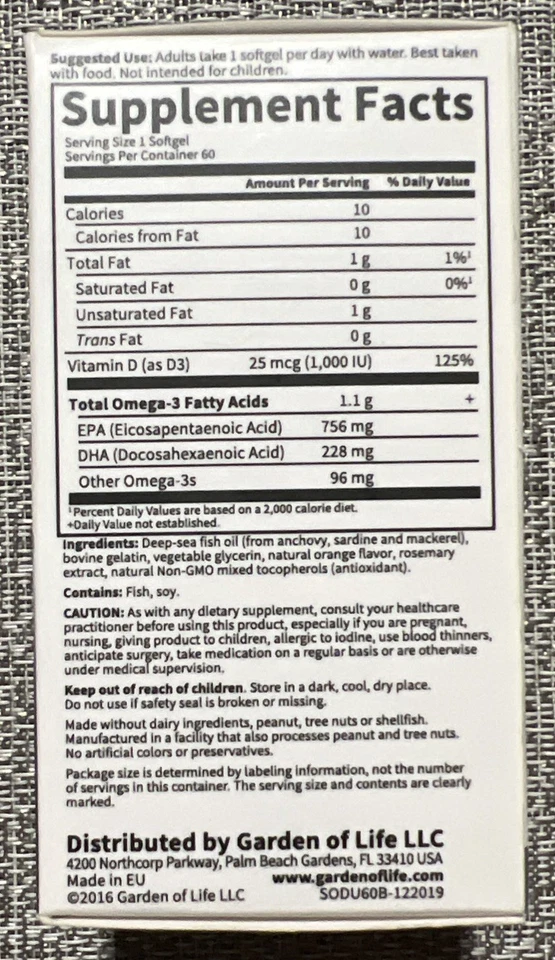 Suggested Use: Adults take 1 softgel per day with water. Best taken
with food. Not intended for children.
Supplement Facts
Serving Size 1 Softgel
Servings Per Container 60
Amount Per Serving % Daily Value
Calories 10
Calories from Fat 10
Total Fat 1 g 1%¹
Saturated Fat 0 g 0%¹
Unsaturated Fat 1 g
Trans Fat 0 g
Vitamin D (as D3) 25 mcg (1,000 IU) 125%
Total Omega-3 Fatty Acids 1.1 g +
EPA (Eicosapentaenoic Acid) 756 mg
DHA (Docosahexaenoic Acid) 228 mg
Other Omega-3s 96 mg
¹Percent Daily Values are based on a 2,000 calorie diet.
+Daily Value not established.
Ingredients: Deep-sea fish oil (from anchovy, sardine and mackerel),
bovine gelatin, vegetable glycerin, natural orange flavor, rosemary
extract, natural Non-GMO mixed tocopherols (antioxidant).
Contains: Fish, soy.
CAUTION: As with any dietary supplement, consult your healthcare
practitioner before using this product, especially if you are pregnant,
nursing, giving product to children, allergic to iodine, use blood thinners,
anticipate surgery, take medication on a regular basis or are otherwise
under medical supervision.
Keep out of reach of children. Store in a dark, cool, dry place.
Do not use if safety seal is broken or missing.
Made without dairy ingredients, peanut, tree nuts or shellfish.
Manufactured in a facility that also processes peanut and tree nuts.
No artificial colors or preservatives.
Package size is determined by labeling information, not the number
of servings in this container. The serving size and contents are clearly
marked.
Distributed by Garden of Life LLC
4200 Northcorp Parkway, Palm Beach Gardens, FL 33410 USA
Made in EU www.gardenoflife.com
©2016 Garden of Life LLC SODU60B-122019